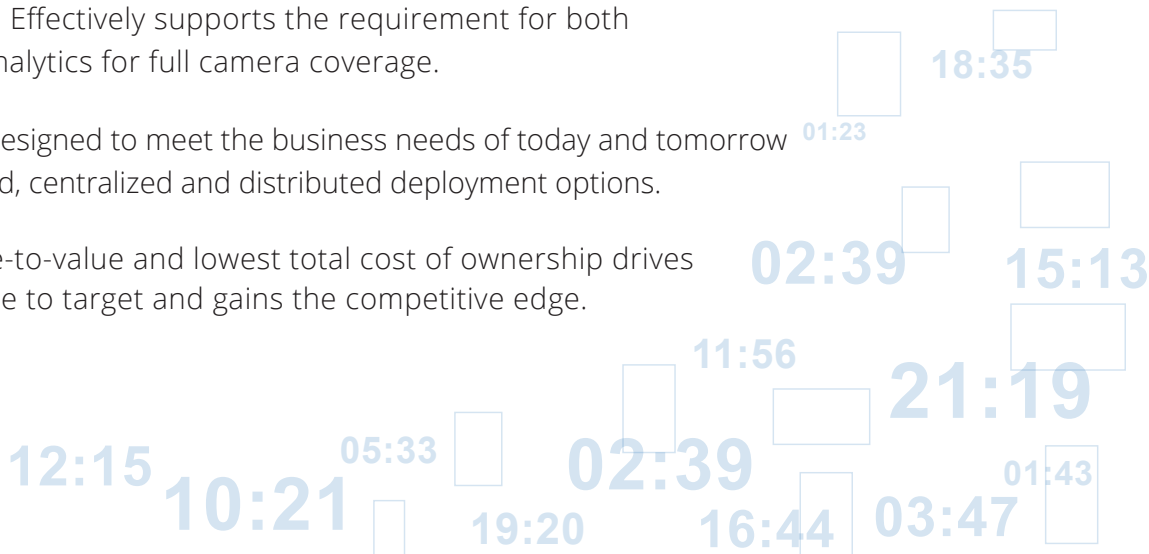 Effectively supports the requirement for both
nalytics for full camera coverage.
esigned to meet the business needs of today and tomorrow
d, centralized and distributed deployment options.
e-to-value and lowest total cost of ownership drives
e to target and gains the competitive edge.
18:35
01:23
02:39
15:13
11:56
21:19
12:15
05:33
02:39
01:43
10:21
19:20
16:44
03:47